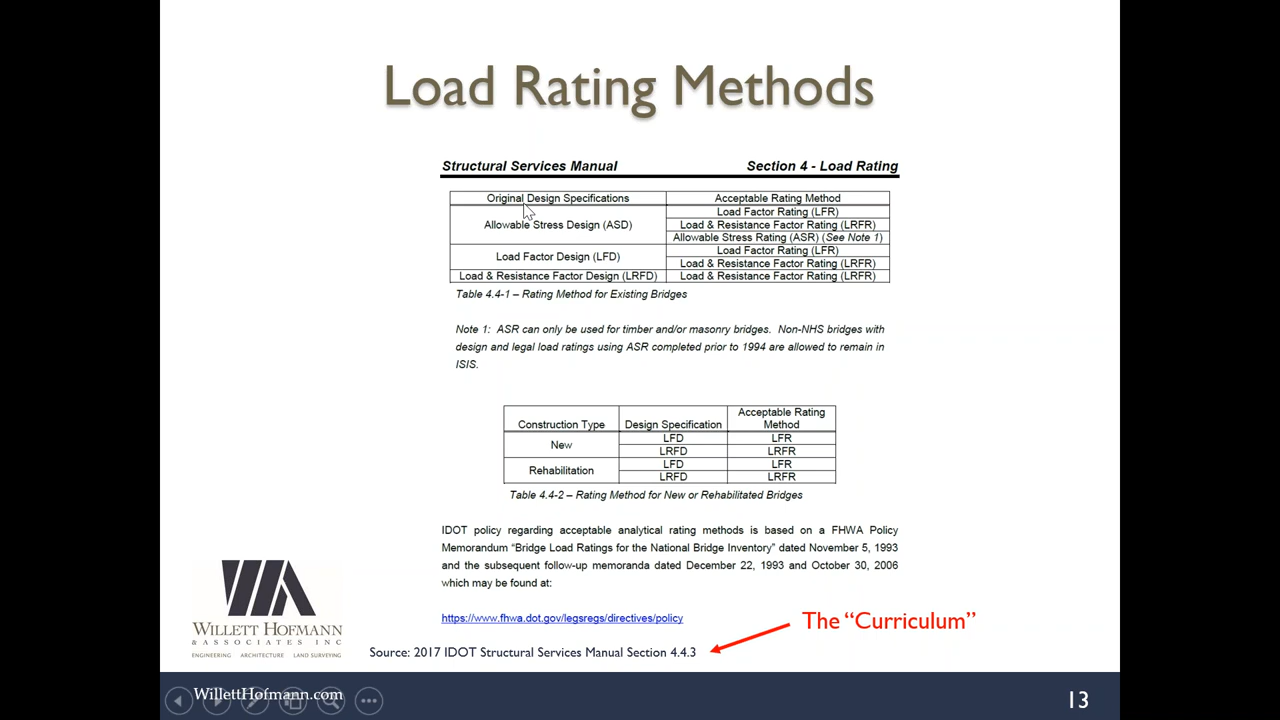 Load Rating Methods
Structural Services Manual Section 4 - Load Rating
Original Design Specifications Acceptable Rating Method
Allowable Stress Design (ASD) Load Factor Rating (LFR)
Load & Resistance Factor Rating (LRFR)
Allowable Stress Rating (ASR) (See Note 1)
Load Factor Design (LFD) Load Factor Rating (LFR)
Load & Resistance Factor Rating (LRFR)
Load & Resistance Factor Design (LRFD) Load & Resistance Factor Rating (LRFR)
Table 4.4-1 – Rating Method for Existing Bridges
Note 1: ASR can only be used for timber and/or masonry bridges. Non-NHS bridges with
design and legal load ratings using ASR completed prior to 1994 are allowed to remain in
ISIS.
Construction Type Design Specification Acceptable Rating
Method
New LFD LFR
LRFD LRFR
Rehabilitation LFD LFR
LRFD LRFR
Table 4.4-2 – Rating Method for New or Rehabilitated Bridges
IDOT policy regarding acceptable analytical rating methods is based on a FHWA Policy
Memorandum “Bridge Load Ratings for the National Bridge Inventory” dated November 5, 1993
and the subsequent follow-up memoranda dated December 22, 1993 and October 30, 2006
which may be found at:
https://www.fhwa.dot.gov/legsregs/directives/policy
The “Curriculum”
Source: 2017 IDOT Structural Services Manual Section 4.4.3
WILLETT HOFMANN
& ASSOCIATES INC
ENGINEERING ARCHITECTURE LAND SURVEYING
WillettHofmann.com
13